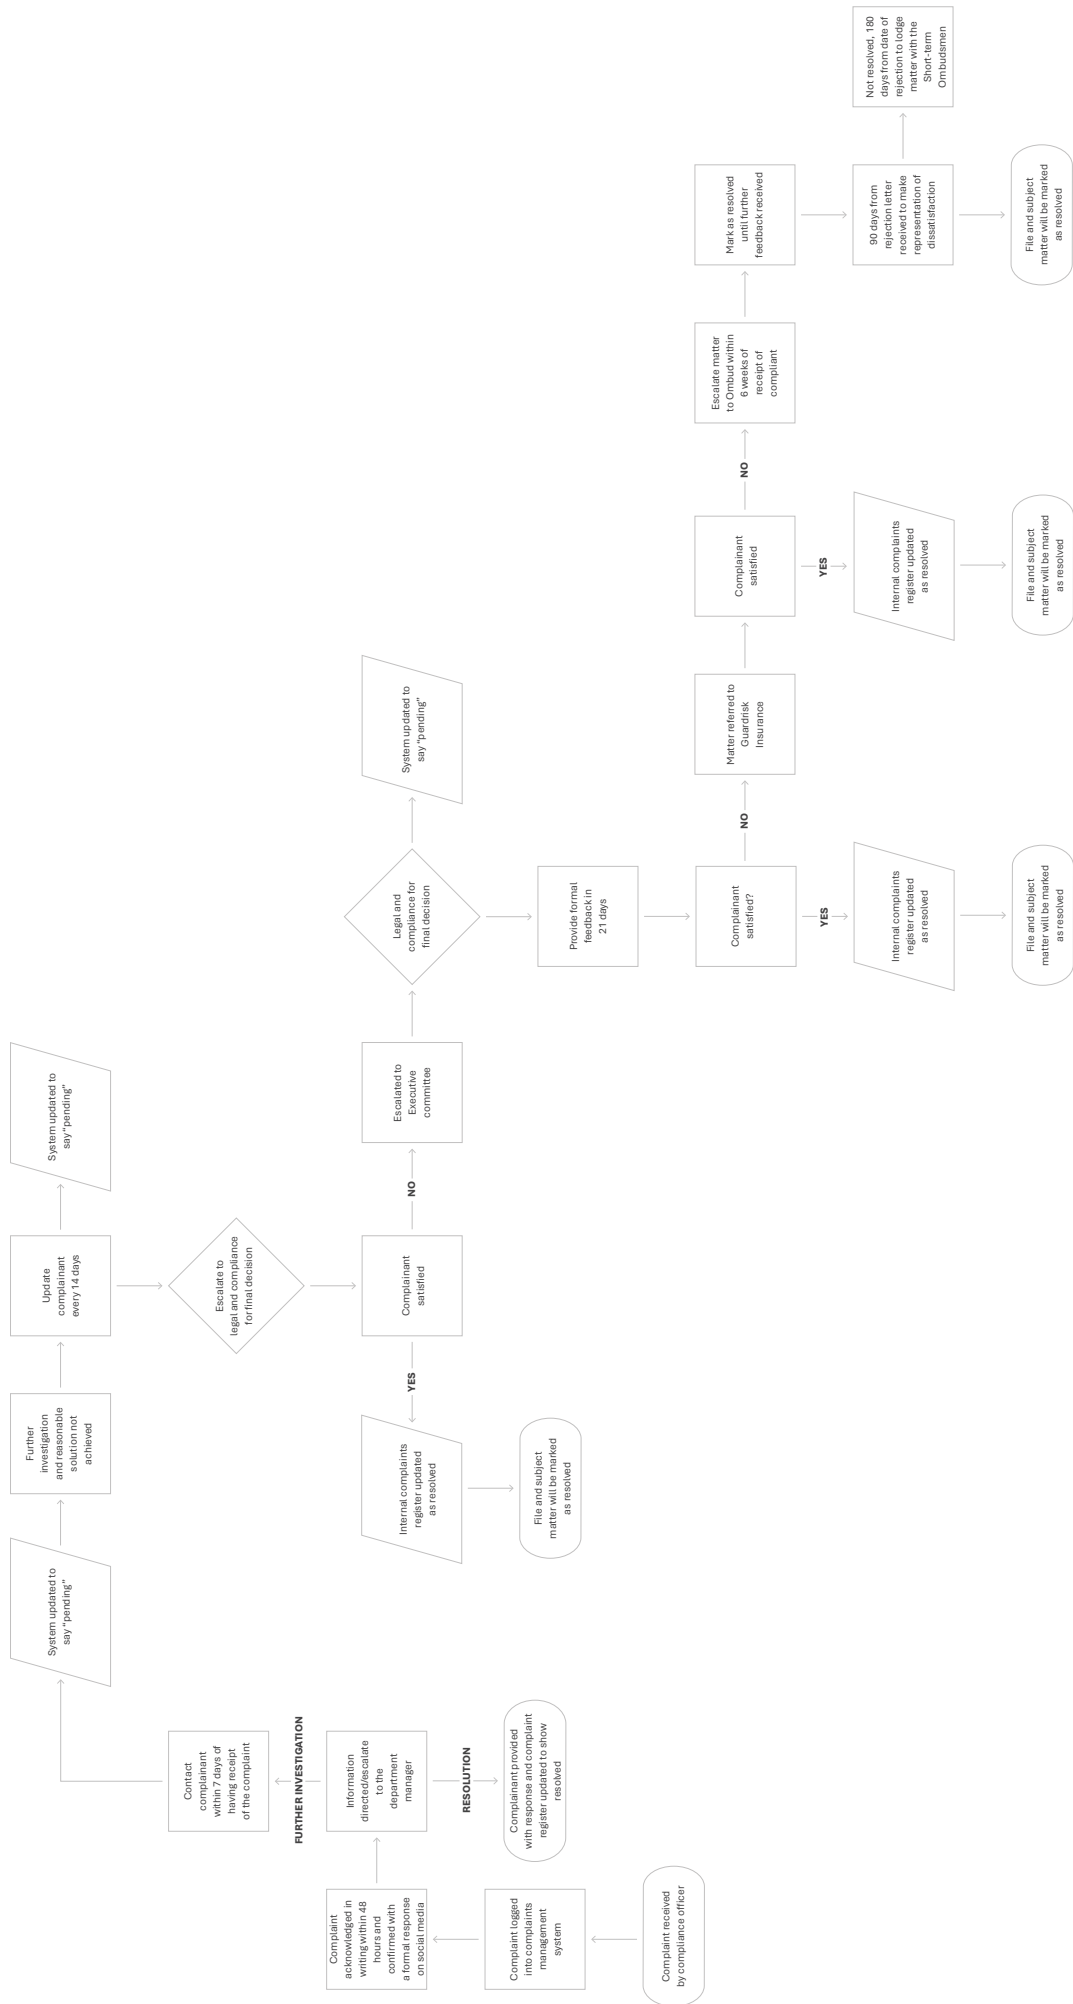 Complaint received
by compliance officer
Complaint logged
into complaints
management
system
Complaint
acknowledged in
writing within 48
hours and
confirmed with
a formal response
on social media
Information
directed/escalate
to the
department
manager
RESOLUTION
Complainant provided
with response and complaint
register updated to show
resolved
FURTHER INVESTIGATION
Contact
complainant
within 7 days of
having receipt
of the complaint
System updated to
say “pending”
Further
investigation
and reasonable
solution not
achieved
Update
complainant
every 14 days
System updated to
say “pending”
Escalate to
legal and compliance
for final decision
Complainant
satisfied
YES
Internal complaints
register updated
as resolved
File and subject
matter will be marked
as resolved
NO
Escalated to
Executive
committee
Legal and
compliance for
final decision
System updated to
say “pending”
Provide formal
feedback in
21 days
Complainant
satisfied?
YES
Internal complaints
register updated
as resolved
File and subject
matter will be marked
as resolved
NO
Matter referred to
Guardrisk
Insurance
Complainant
satisfied
YES
Internal complaints
register updated
as resolved
File and subject
matter will be marked
as resolved
NO
Escalate matter
to Ombud within
6 weeks of
receipt of
compliant
Mark as resolved
until further
feedback received
90 days from
rejection letter
received to make
representation of
dissatisfaction
File and subject
matter will be marked
as resolved
Not resolved, 180
days from date of
rejection to lodge
matter with the
Short-term
Ombudsmen